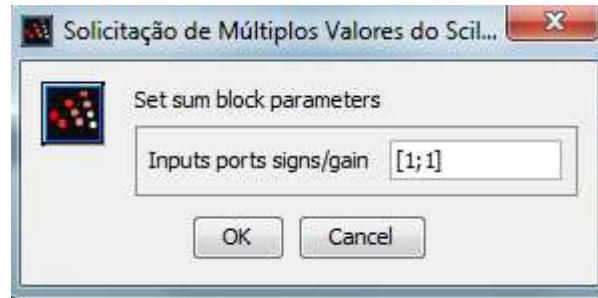 Solicitação de Múltiplos Valores do Scil...
Set sum block parameters
Inputs ports signs/gain [1;1]
OK Cancel